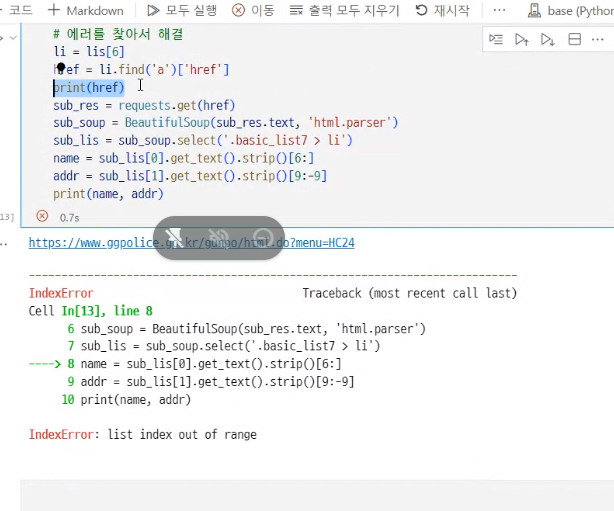 코드 + Markdown 모두 실행 이동 출력 모두 지우기 재시작 ··· base (Python
# 에러를 찾아서 해결
li = lis[6]
href = li.find('a')['href']
print(href)
sub_res = requests.get(href)
sub_soup = BeautifulSoup(sub_res.text, 'html.parser')
sub_lis = sub_soup.select('.basic_list7 > li')
name = sub_lis[0].get_text().strip()[6:]
addr = sub_lis[1].get_text().strip()[9:-9]
print(name, addr)
13] 0.7s
https://www.ggpolice.go.kr/gunpo/html.do?menu=HC24
---------------------------------------------------------------------------
IndexError Traceback (most recent call last)
Cell In[13], line 8
6 sub_soup = BeautifulSoup(sub_res.text, 'html.parser')
7 sub_lis = sub_soup.select('.basic_list7 > li')
----> 8 name = sub_lis[0].get_text().strip()[6:]
9 addr = sub_lis[1].get_text().strip()[9:-9]
10 print(name, addr)
IndexError: list index out of range